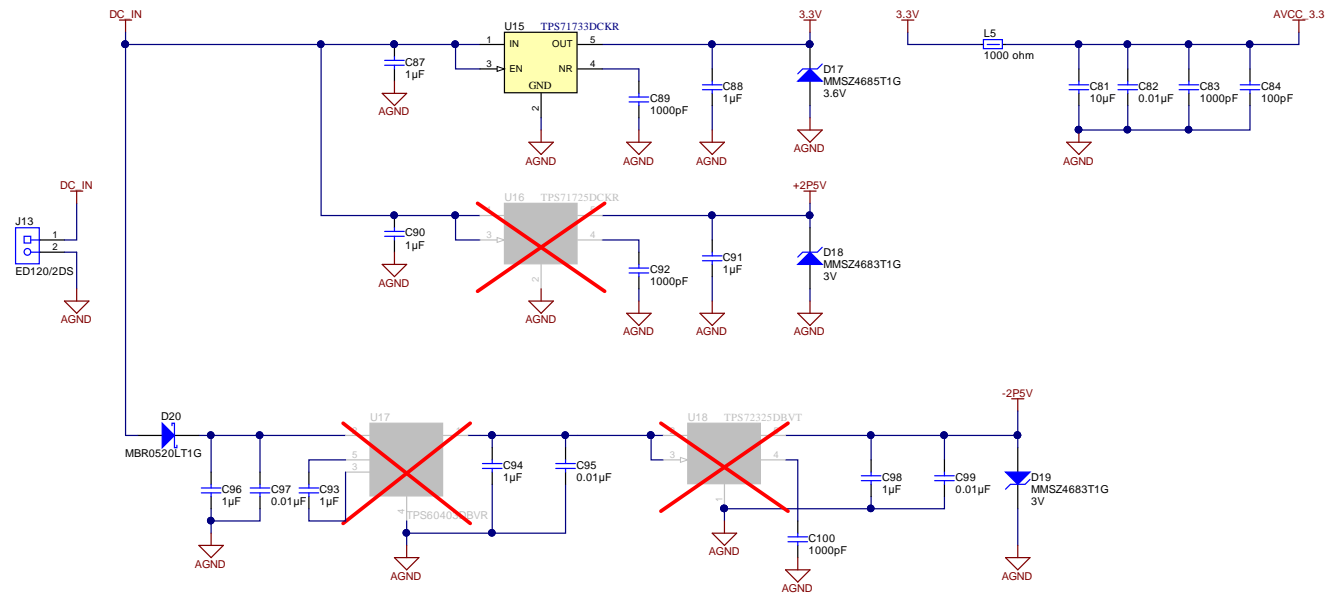 DC_IN
U15
TPS71733DCKR
1
IN
OUT
5
3
EN
NR
4
GND
2
AGND
C87
1µF
AGND
C89
1000pF
AGND
C88
1µF
AGND
3.3V
D17
MMSZ4685T1G
3.6V
AGND
3.3V
L5
1000 ohm
AVCC_3.3
C81
10µF
C82
0.01µF
C83
1000pF
C84
100pF
AGND
DC_IN
J13
1
2
ED120/2DS
AGND
U16
TPS71725DCKR
3
4
2
AGND
C90
1µF
AGND
C92
1000pF
AGND
C91
1µF
AGND
+2P5V
D18
MMSZ4683T1G
3V
AGND
D20
MBR0520LT1G
C96
1µF
C97
0.01µF
C93
1µF
AGND
U17
5
3
4
TPS60403DBVR
AGND
C94
1µF
C95
0.01µF
U18
TPS72325DBVT
3
4
1
AGND
C100
1000pF
AGND
C98
1µF
C99
0.01µF
-2P5V
D19
MMSZ4683T1G
3V
AGND